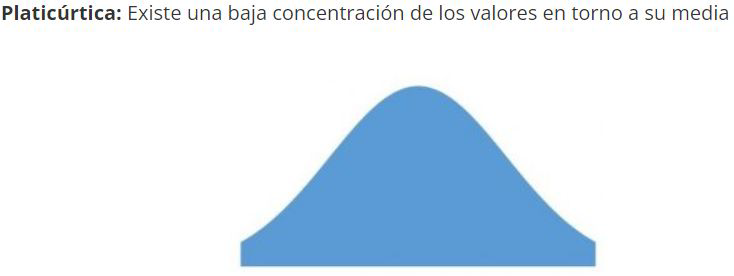 Platicúrtica: Existe una baja concentración de los valores en torno a su media